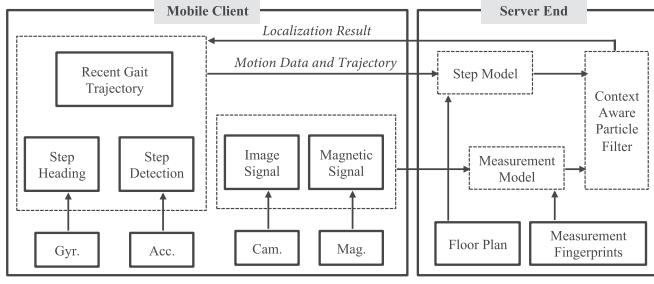 Mobile Client
Server End
Localization Result
Motion Data and Trajectory
Recent Gait
Trajectory
Step
Heading
Step
Detection
Image
Signal
Magnetic
Signal
Gyr.
Acc.
Cam.
Mag.
Step Model
Measurement
Model
Context
Aware
Particle
Filter
Floor Plan
Measurement
Fingerprints